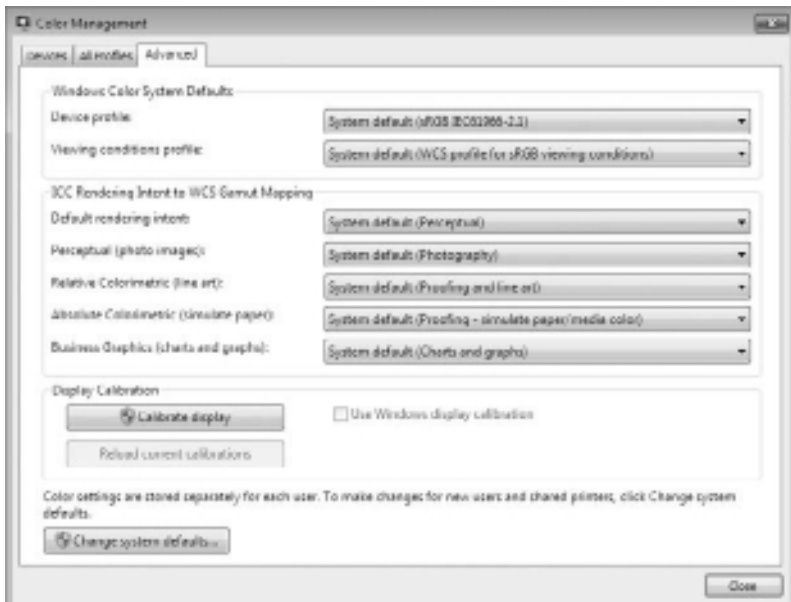 Color Management
Devices All Profiles Advanced
Windows Color System Defaults
Device profile: System default (sRGB IEC61966-2.1)
Viewing conditions profile: System default (WCS profile for sRGB viewing conditions)
ICC Rendering Intent to WCS Gamut Mapping
Default rendering intent: System default (Perceptual)
Perceptual (photo images): System default (Photography)
Relative Colorimetric (line art): System default (Proofing and line art)
Absolute Colorimetric (simulate paper): System default (Proofing - simulate paper/media color)
Business Graphics (charts and graphs): System default (Charts and graphs)
Display Calibration
Calibrate display Use Windows display calibration
Reload current calibrations
Color settings are stored separately for each user. To make changes for new users and shared printers, click Change system
defaults.
Change system defaults...
Close